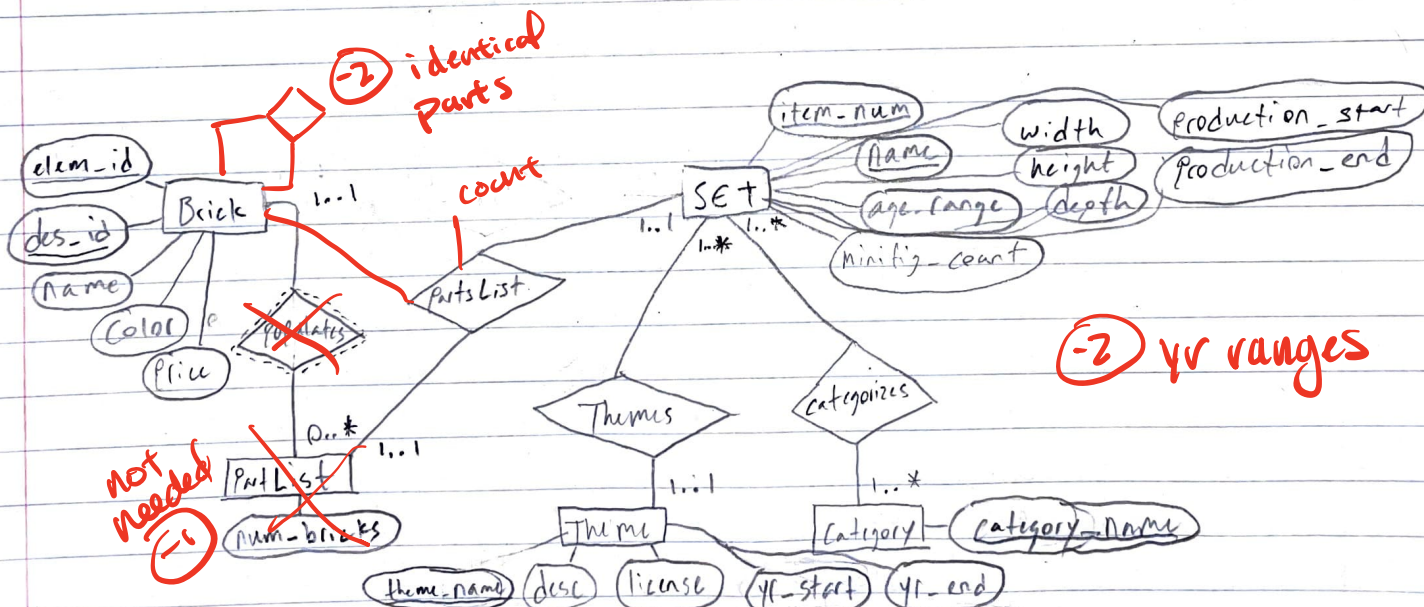 -2 identical
parts
elem_id
des_id
name
color
Price
Brick
1..1
count
PartsList
0..*
PartList
1..1
num_bricks
not
needed
SET
1..1
1..*
1..*
item_num
name
age_range
minifig_count
width
height
depth
production_start
production_end
-2 yr ranges
Themes
categorizes
1..1
1..*
Theme
Category
category_name
theme_name
desc
license
yr_start
yr_end